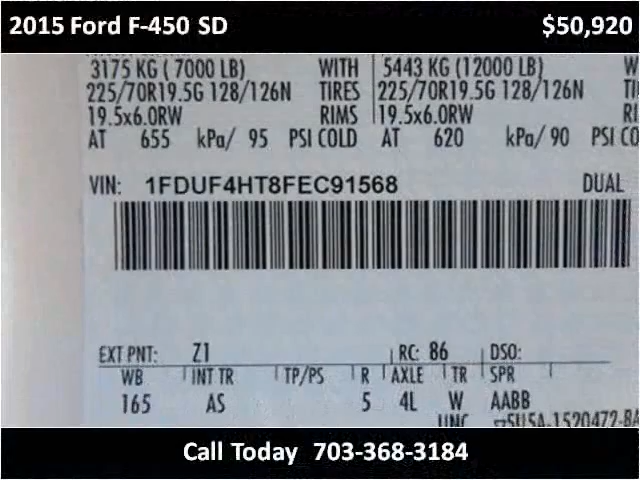 2015 Ford F-450 SD $50,920
3175 KG ( 7000 LB) WITH 5443 KG (12000 LB) W
225/70R19.5G 128/126N TIRES 225/70R19.5G 128/126N TI
19.5x6.0RW RIMS 19.5x6.0RW RI
AT 655 kPa/ 95 PSI COLD AT 620 kPa/ 90 PSI CO
VIN: 1FDUF4HT8FEC91568 DUAL
EXT PNT: Z1 RC: 86 DSO:
WB INT TR TP/PS R AXLE TR SPR
165 AS 5 4L W AABB
Call Today 703-368-3184